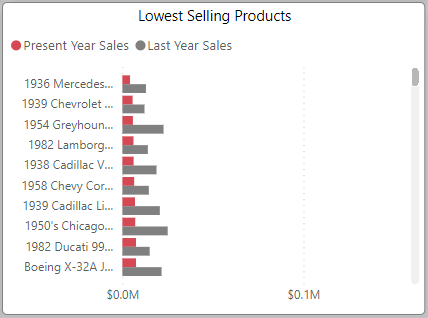 Lowest Selling Products
Present Year Sales Last Year Sales
1936 Mercedes...
1939 Chevrolet ...
1954 Greyhoun...
1982 Lamborg...
1938 Cadillac V...
1958 Chevy Cor...
1939 Cadillac Li...
1950's Chicago...
1982 Ducati 99...
Boeing X-32A J...
$0.0M $0.1M